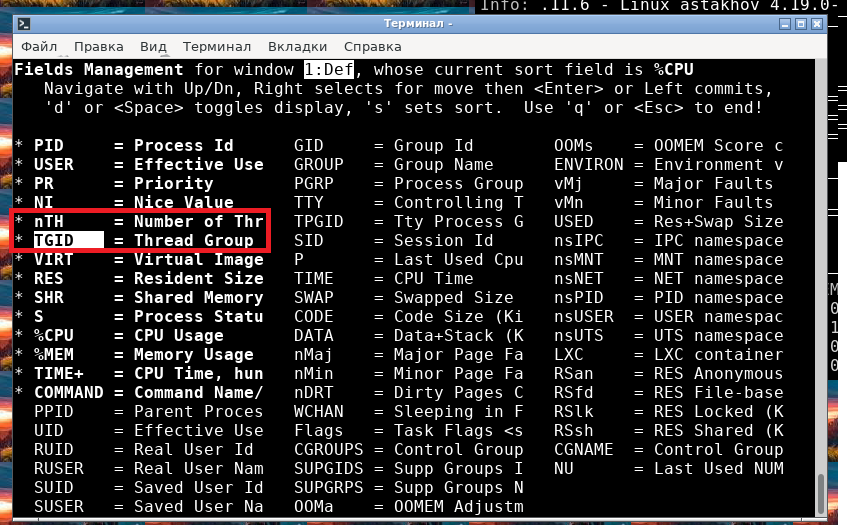 Info: .11.6 - Linux astakhov 4.19.0-
Терминал -
Файл Правка Вид Терминал Вкладки Справка
Fields Management for window 1:Def, whose current sort field is %CPU
Navigate with Up/Dn, Right selects for move then <Enter> or Left commits,
'd' or <Space> toggles display, 's' sets sort. Use 'q' or <Esc> to end!
* PID = Process Id GID = Group Id OOMs = OOMEM Score c
* USER = Effective Use GROUP = Group Name ENVIRON = Environment v
* PR = Priority PGRP = Process Group vMj = Major Faults
* NI = Nice Value TTY = Controlling T vMn = Minor Faults
* nTH = Number of Thr TPGID = Tty Process G USED = Res+Swap Size
* TGID = Thread Group SID = Session Id nsIPC = IPC namespace
* VIRT = Virtual Image P = Last Used Cpu nsMNT = MNT namespace
* RES = Resident Size TIME = CPU Time nsNET = NET namespace
* SHR = Shared Memory SWAP = Swapped Size nsPID = PID namespace
* S = Process Statu CODE = Code Size (Ki nsUSER = USER namespac
* %CPU = CPU Usage DATA = Data+Stack (K nsUTS = UTS namespace
* %MEM = Memory Usage nMaj = Major Page Fa LXC = LXC container
* TIME+ = CPU Time, hun nMin = Minor Page Fa RSan = RES Anonymous
* COMMAND = Command Name/ nDRT = Dirty Pages C RSfd = RES File-base
PPID = Parent Proces WCHAN = Sleeping in F RSlk = RES Locked (K
UID = Effective Use Flags = Task Flags <s RSsh = RES Shared (K
RUID = Real User Id CGROUPS = Control Group CGNAME = Control Group
RUSER = Real User Nam SUPGIDS = Supp Groups I NU = Last Used NUM
SUID = Saved User Id SUPGRPS = Supp Groups N
SUSER = Saved User Na OOMa = OOMEM Adjustm